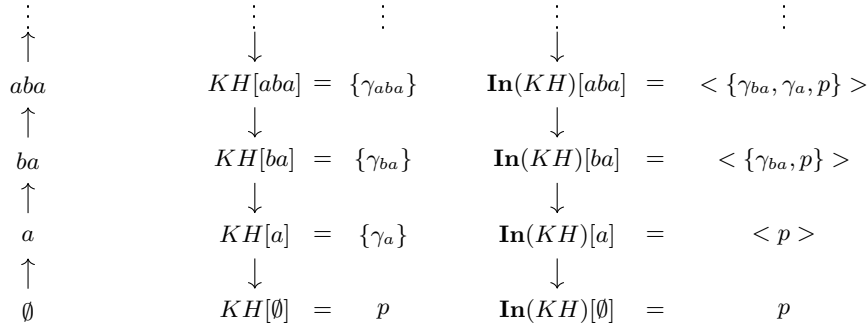 aba KH[aba] = {γ_aba} In(KH)[aba] = < {γ_ba, γ_a, p} >
ba KH[ba] = {γ_ba} In(KH)[ba] = < {γ_ba, p} >
a KH[a] = {γ_a} In(KH)[a] = < p >
∅ KH[∅] = p In(KH)[∅] = p